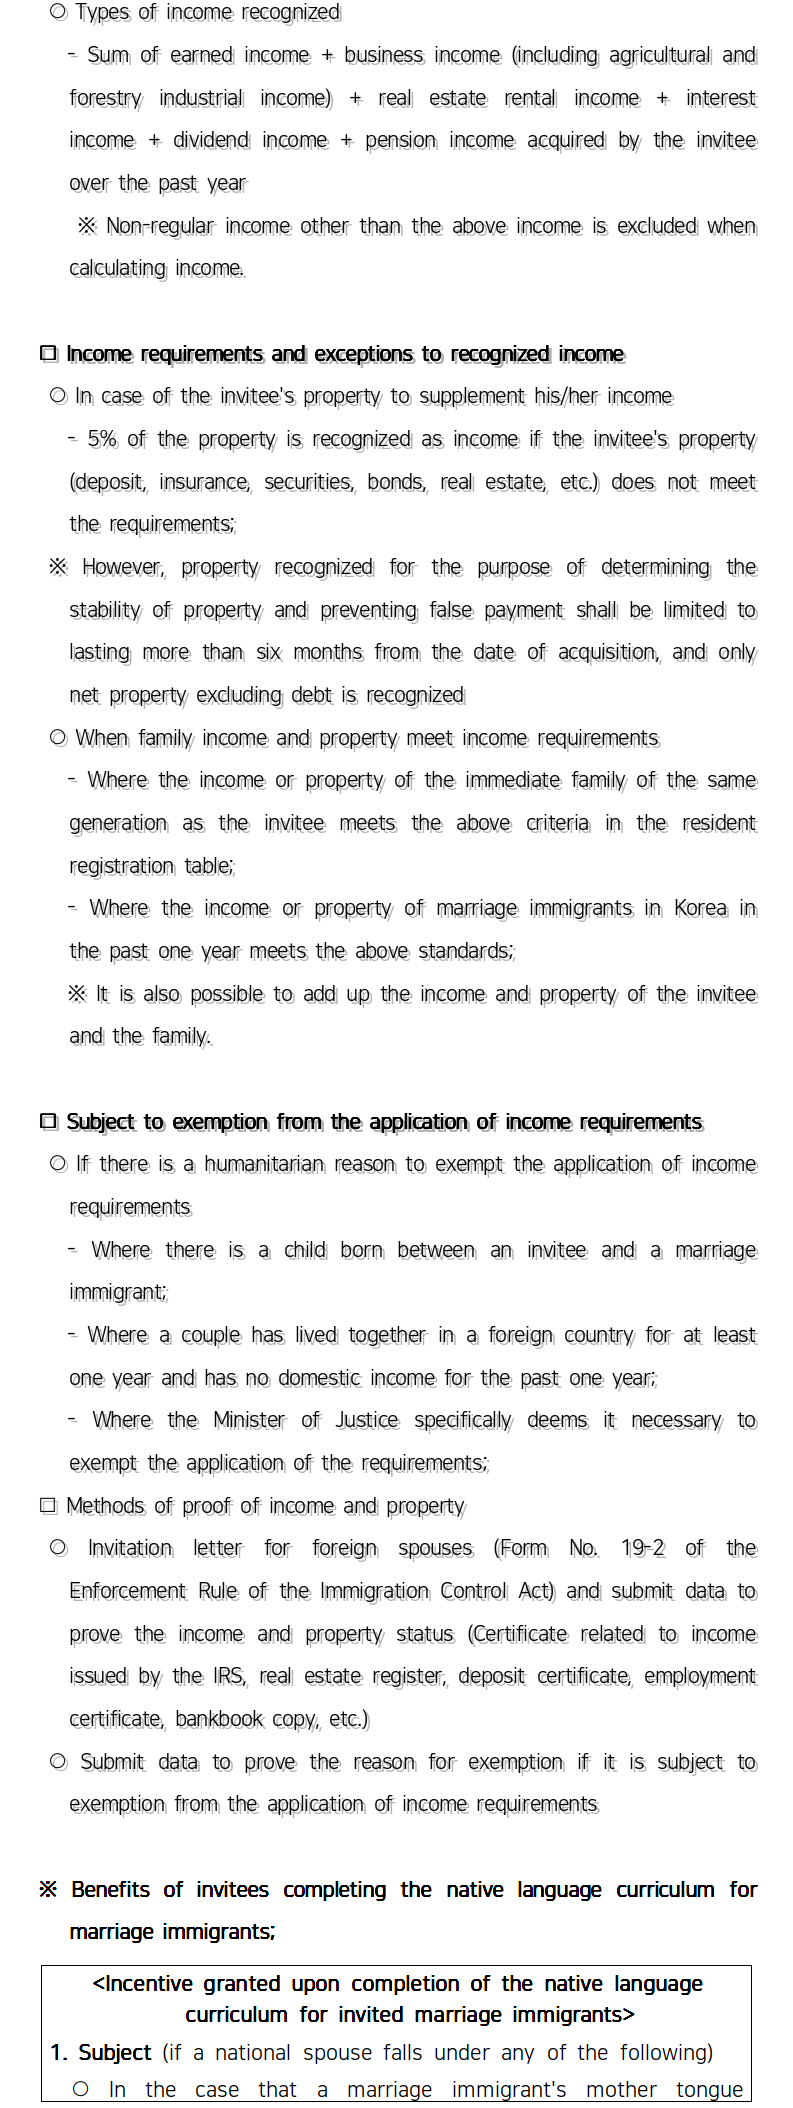 ○ Types of income recognized
- Sum of earned income + business income (including agricultural and
forestry industrial income) + real estate rental income + interest
income + dividend income + pension income acquired by the invitee
over the past year
※ Non-regular income other than the above income is excluded when
calculating income.
□ Income requirements and exceptions to recognized income
○ In case of the invitee's property to supplement his/her income
- 5% of the property is recognized as income if the invitee's property
(deposit, insurance, securities, bonds, real estate, etc.) does not meet
the requirements;
※ However, property recognized for the purpose of determining the
stability of property and preventing false payment shall be limited to
lasting more than six months from the date of acquisition, and only
net property excluding debt is recognized
○ When family income and property meet income requirements
- Where the income or property of the immediate family of the same
generation as the invitee meets the above criteria in the resident
registration table;
- Where the income or property of marriage immigrants in Korea in
the past one year meets the above standards;
※ It is also possible to add up the income and property of the invitee
and the family.
□ Subject to exemption from the application of income requirements
○ If there is a humanitarian reason to exempt the application of income
requirements
- Where there is a child born between an invitee and a marriage
immigrant;
- Where a couple has lived together in a foreign country for at least
one year and has no domestic income for the past one year;
- Where the Minister of Justice specifically deems it necessary to
exempt the application of the requirements;
□ Methods of proof of income and property
○ Invitation letter for foreign spouses (Form No. 19-2 of the
Enforcement Rule of the Immigration Control Act) and submit data to
prove the income and property status (Certificate related to income
issued by the IRS, real estate register, deposit certificate, employment
certificate, bankbook copy, etc.)
○ Submit data to prove the reason for exemption if it is subject to
exemption from the application of income requirements
※ Benefits of invitees completing the native language curriculum for
marriage immigrants;
<Incentive granted upon completion of the native language
curriculum for invited marriage immigrants>
1. Subject (if a national spouse falls under any of the following)
○ In the case that a marriage immigrant's mother tongue